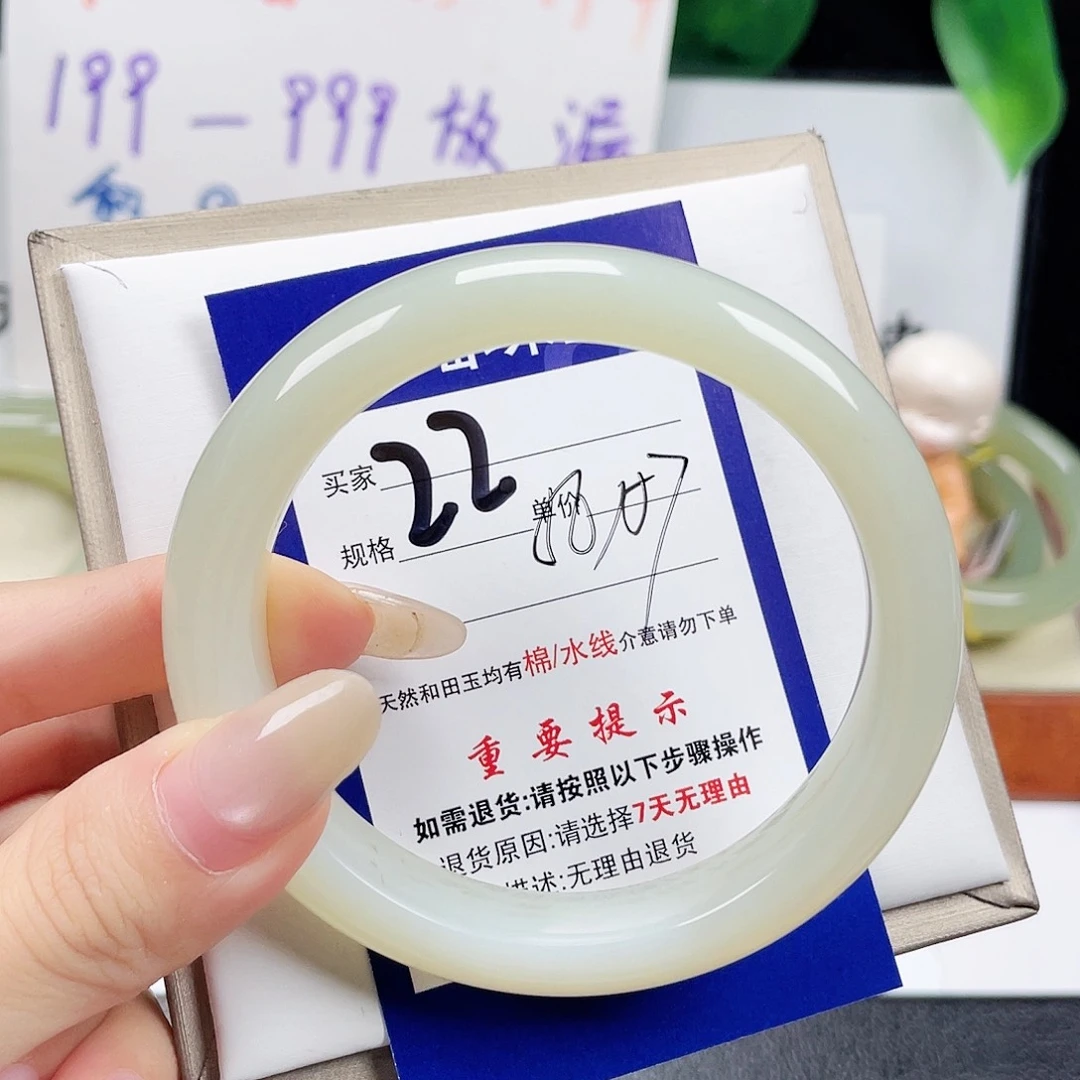 199 — 999 放漏
买家
22
规格
单价
天然和田玉均有棉/水线介意请勿下单
重要提示
如需退货:请按照以下步骤操作
退货原因:请选择7天无理由
描述:无理由退货